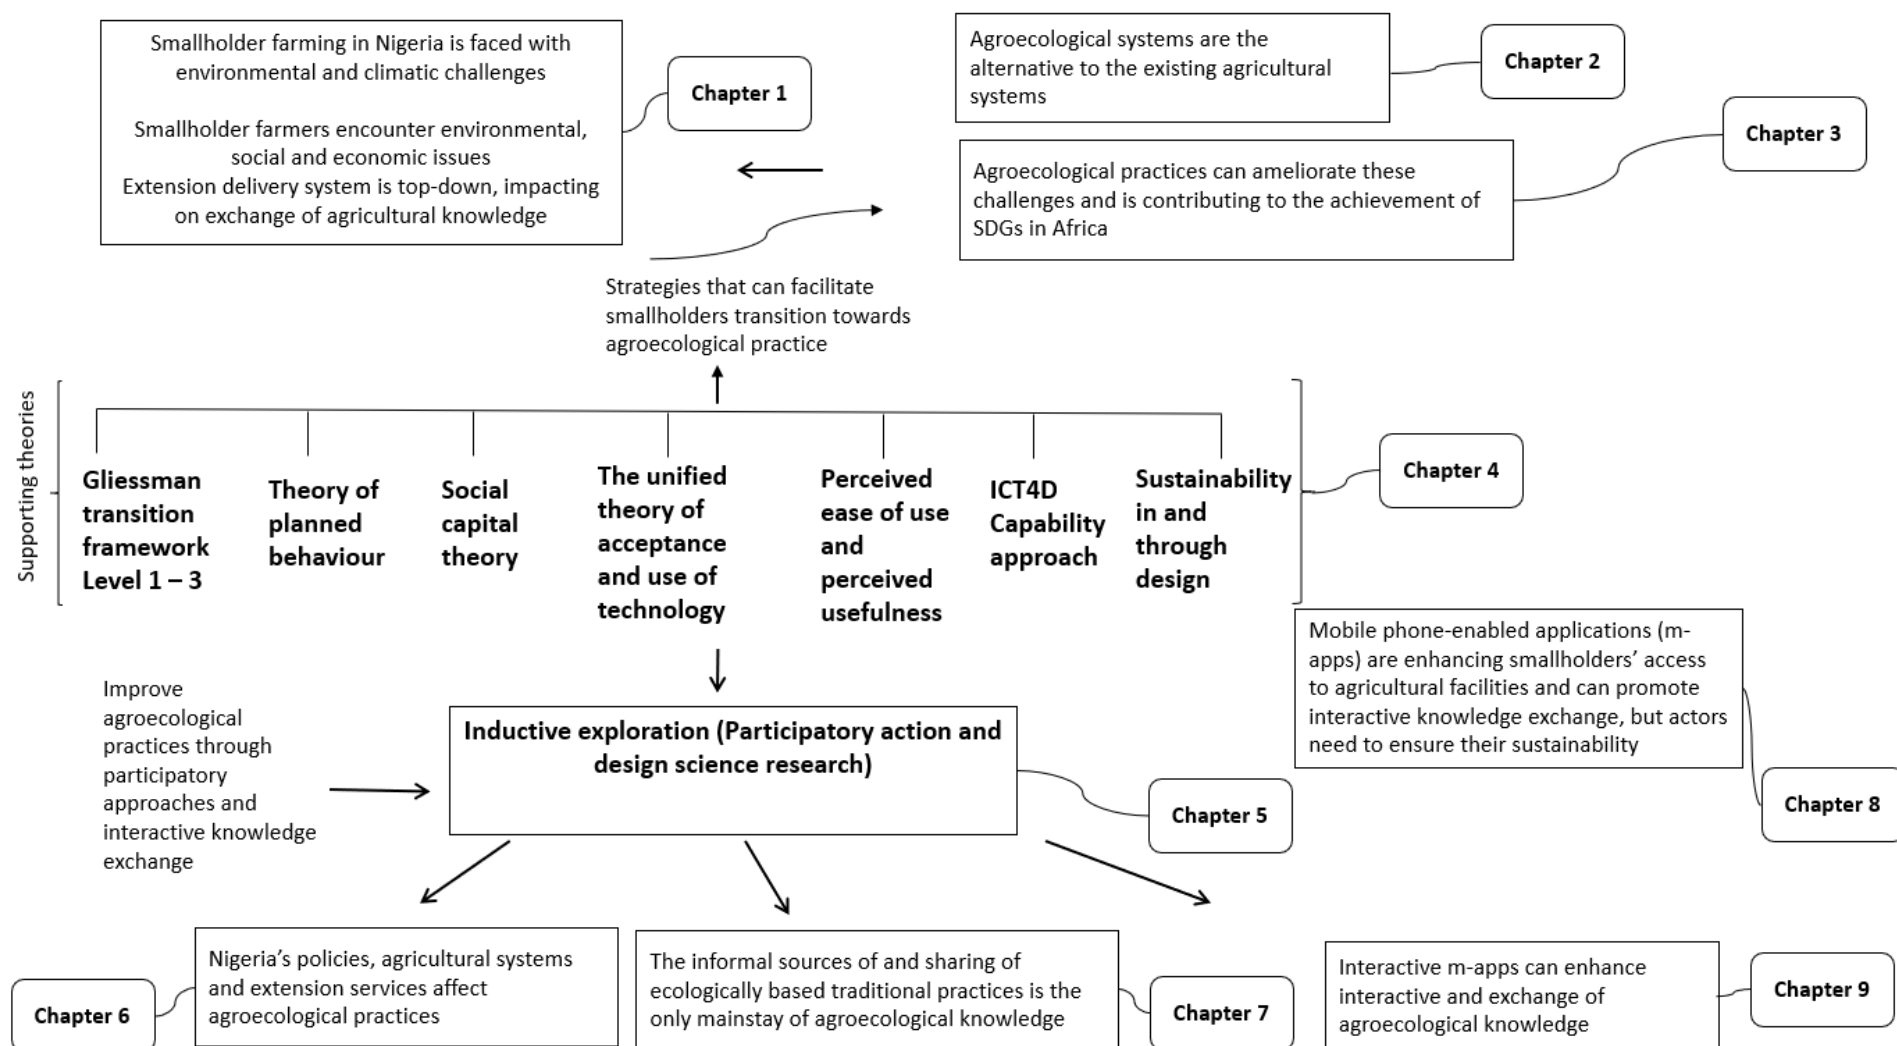 Smallholder farming in Nigeria is faced with
environmental and climatic challenges
Smallholder farmers encounter environmental,
social and economic issues
Extension delivery system is top-down, impacting
on exchange of agricultural knowledge
Chapter 1
Agroecological systems are the
alternative to the existing agricultural
systems
Chapter 2
Agroecological practices can ameliorate these
challenges and is contributing to the achievement of
SDGs in Africa
Chapter 3
Strategies that can facilitate
smallholders transition towards
agroecological practice
Supporting theories
Gliessman
transition
framework
Level 1 – 3
Theory of
planned
behaviour
Social
capital
theory
The unified
theory of
acceptance
and use of
technology
Perceived
ease of use
and
perceived
usefulness
ICT4D
Capability
approach
Sustainability
in and
through
design
Chapter 4
Improve
agroecological
practices through
participatory
approaches and
interactive knowledge
exchange
Inductive exploration (Participatory action and
design science research)
Chapter 5
Mobile phone-enabled applications (m-
apps) are enhancing smallholders’ access
to agricultural facilities and can promote
interactive knowledge exchange, but actors
need to ensure their sustainability
Chapter 8
Chapter 6
Nigeria’s policies, agricultural systems
and extension services affect
agroecological practices
The informal sources of and sharing of
ecologically based traditional practices is the
only mainstay of agroecological knowledge
Chapter 7
Interactive m-apps can enhance
interactive and exchange of
agroecological knowledge
Chapter 9